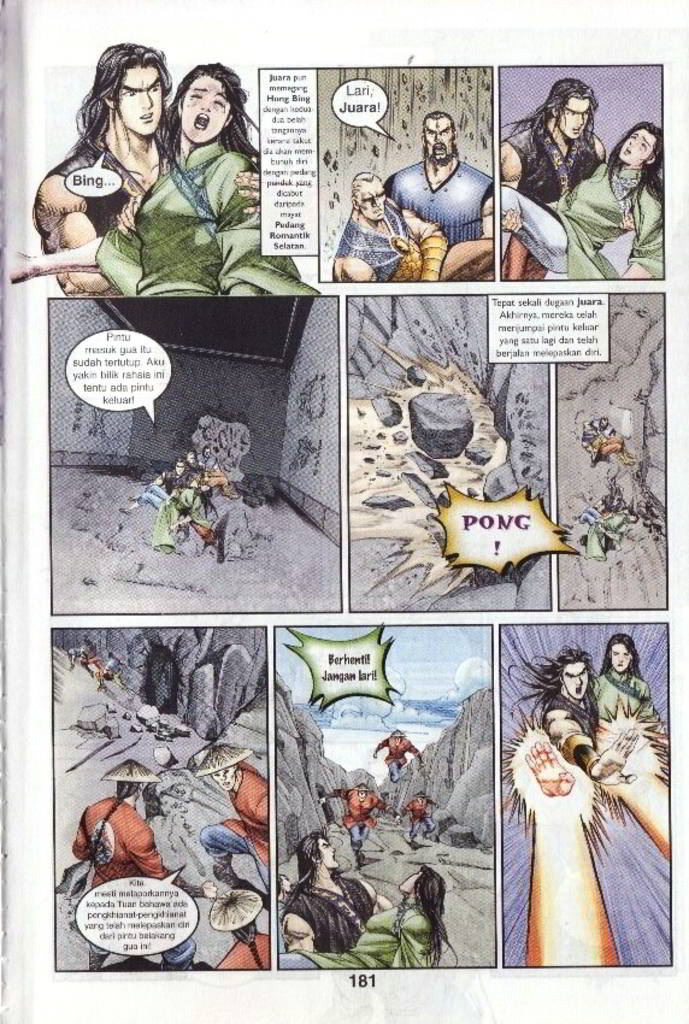 Bing...
Juara pun
memegang
Hong Bing
dengan kedua-
dua belah
tangannya
kerana takut
dia akan mem-
bunuh diri
dengan pedang
pendek yang
dicabut
daripada
mayat
Pedang
Romantik
Selatan.
Lari,
Juara!
Pintu
masuk gua itu
sudah tertutup. Aku
yakin bilik rahsia ini
tentu ada pintu
keluar!
PONG
!
Tepat sekali dugaan Juara.
Akhirnya, mereka telah
menjumpai pintu keluar
yang satu lagi dan telah
berjalan melepaskan diri.
Kita
mesti melaporkannya
kepada Tuan bahawa ada
pengkhianat-pengkhianat
yang telah melepaskan diri
dari pintu belakang
gua ini!
Berhenti!
Jangan lari!
181